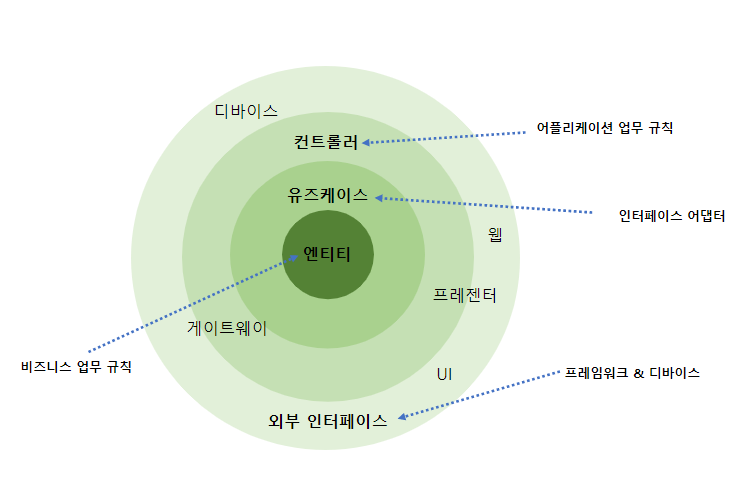 디바이스
어플리케이션 업무 규칙
컨트롤러
유즈케이스
인터페이스 어댑터
웹
엔티티
프레젠터
게이트웨이
비즈니스 업무 규칙
UI
프레임워크 & 디바이스
외부 인터페이스